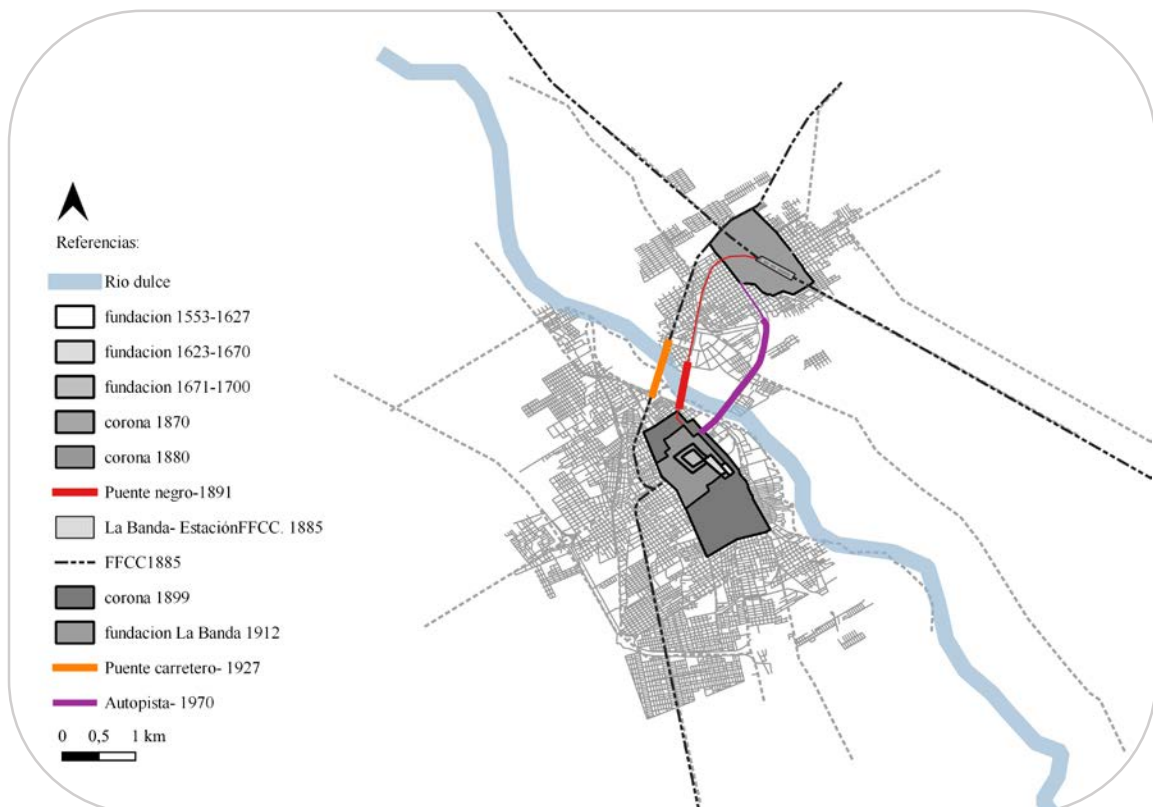 Referencias:
Rio dulce
fundacion 1553-1627
fundacion 1623-1670
fundacion 1671-1700
corona 1870
corona 1880
Puente negro-1891
La Banda- EstaciónFFCC. 1885
FFCC1885
corona 1899
fundacion La Banda 1912
Puente carretero- 1927
Autopista- 1970
0 0,5 1 km